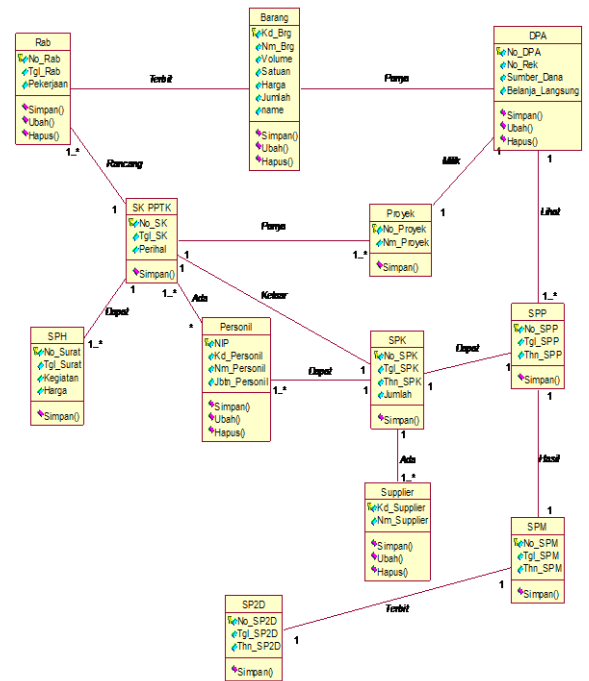 Barang
Kd_Brg
Nm_Brg
Volume
Satuan
Harga
Jumlah
name
Simpan()
Ubah()
Hapus()
Rab
No_Rab
Tgl_Rab
Pekerjaan
Simpan()
Ubah()
Hapus()
Terbit
Punya
DPA
No_DPA
No_Rek
Sumber_Dana
Belanja_Langsung
Simpan()
Ubah()
Hapus()
1..*
Rancang
1
Milik
1
1
1
Lihat
1..*
SK PPTK
No_SK
Tgl_SK
Perihal
Simpan()
Punya
1
1..*
Proyek
No_Proyek
Nm_Proyek
Simpan()
1
1
1..*
Keluar
1
Ada
*
Dapat
1..*
SPH
No_Surat
Tgl_Surat
Kegiatan
Harga
Simpan()
Personil
NIP
Kd_Personil
Nm_Personil
Jbtn_Personil
Simpan()
Ubah()
Hapus()
Dapat
1..*
1
SPK
No_SPK
Tgl_SPK
Thn_SPK
Jumlah
Simpan()
1
Dapat
1
SPP
No_SPP
Tgl_SPP
Thn_SPP
Simpan()
1
Ada
1..*
1
Hasil
1
Supplier
Kd_Supplier
Nm_Supplier
Simpan()
Ubah()
Hapus()
SPM
No_SPM
Tgl_SPM
Thn_SPM
Simpan()
1
Terbit
1
SP2D
No_SP2D
Tgl_SP2D
Thn_SP2D
Simpan()